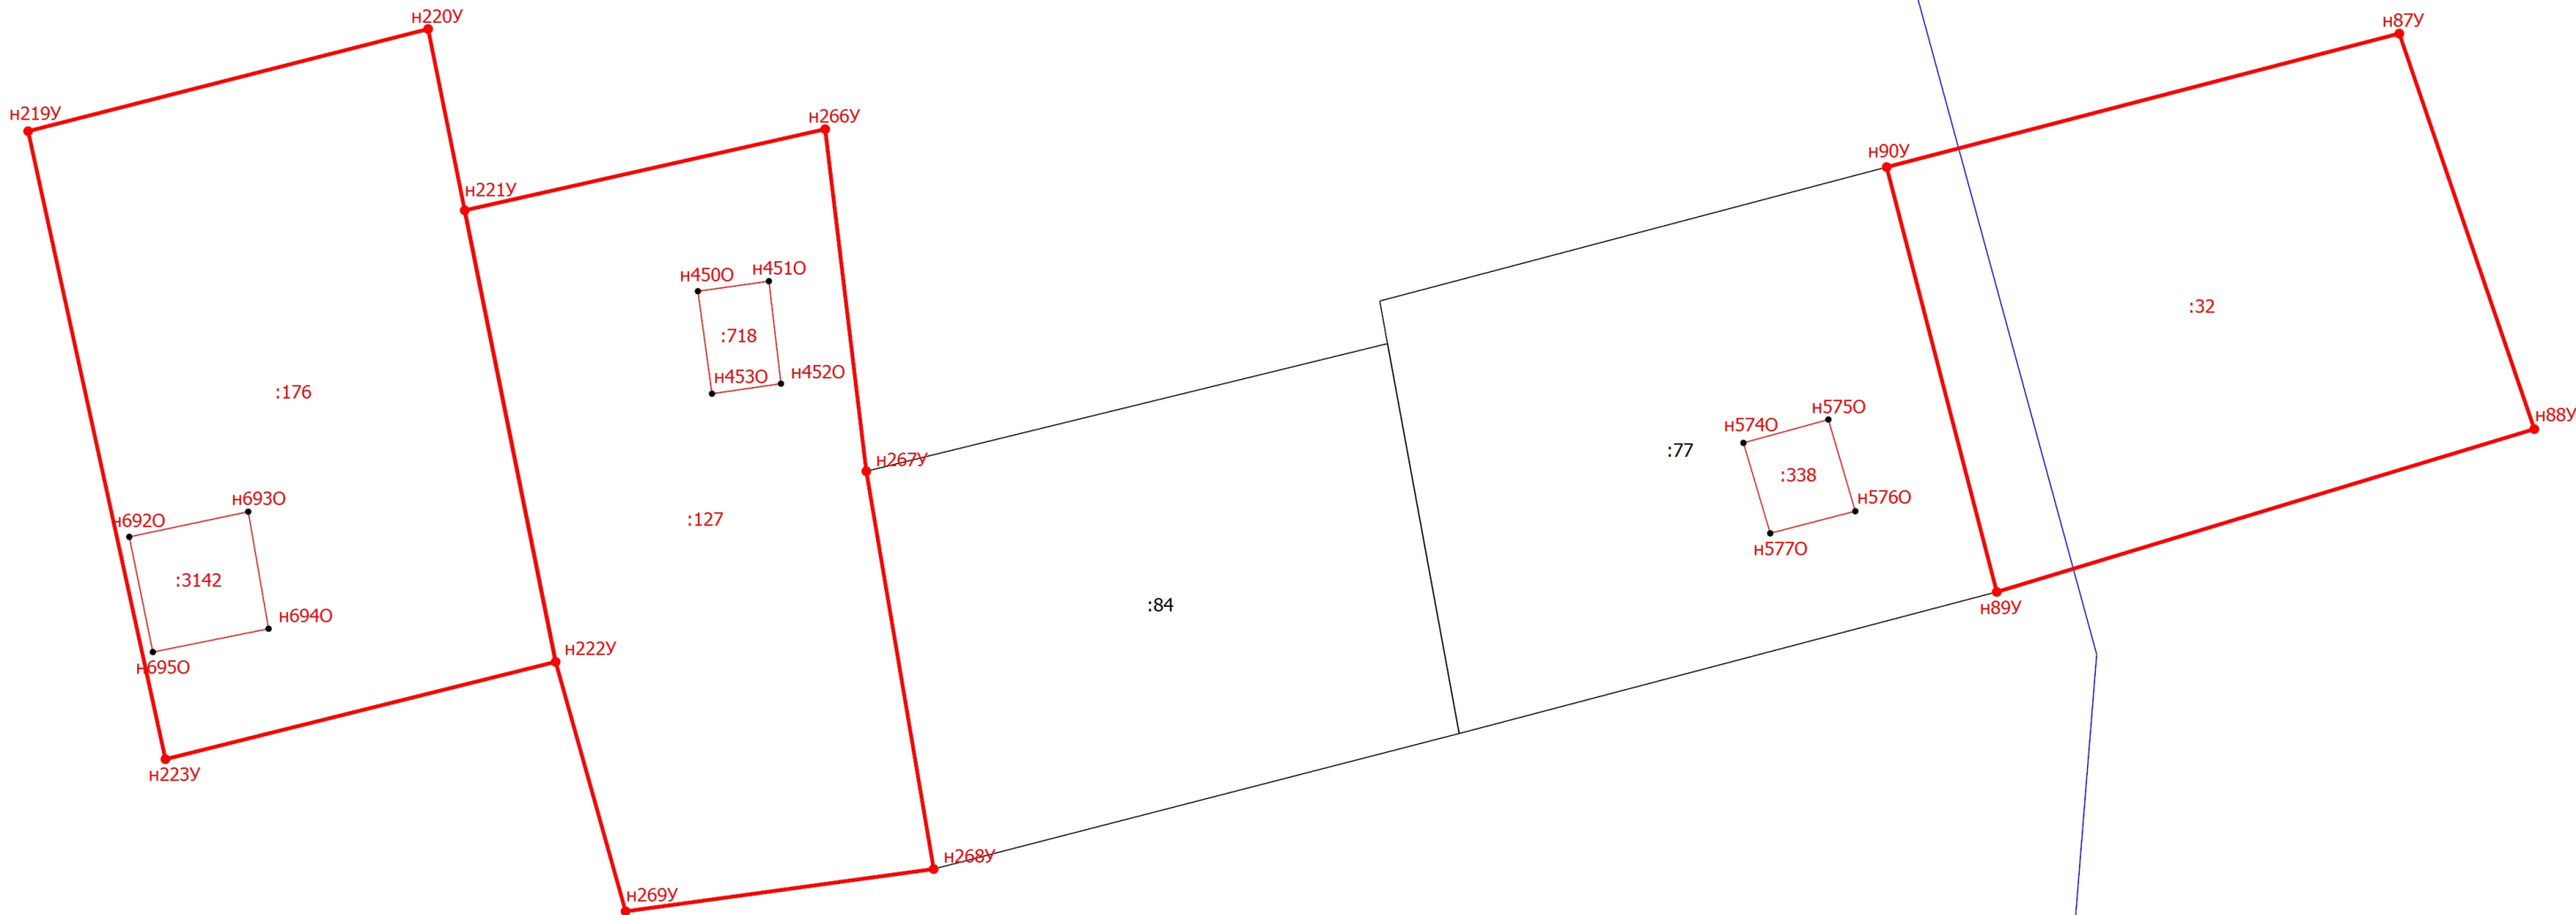 н220У
н87У
н219У
н266У
н90У
н221У
н450О
н451О
:32
:718
н452О
н453О
:176
н575О
н88У
н574О
:77
н267У
:338
н576О
н693О
н692О
:127
н577О
:3142
:84
н89У
н694О
н222У
н695О
н223У
н268У
н269У